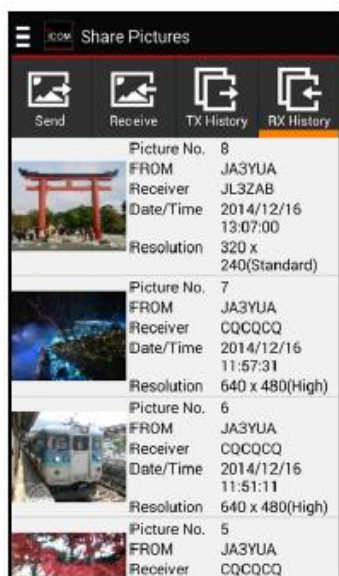 ICOM Share Pictures
Send Receive TX History RX History
Picture No. 8
FROM JA3YUA
Receiver JL3ZAB
Date/Time 2014/12/16
13:07:00
Resolution 320 x
240(Standard)
Picture No. 7
FROM JA3YUA
Receiver CQCQCQ
Date/Time 2014/12/16
11:57:31
Resolution 640 x 480(High)
Picture No. 6
FROM JA3YUA
Receiver CQCQCQ
Date/Time 2014/12/16
11:51:11
Resolution 640 x 480(High)
Picture No. 5
FROM JA3YUA
Receiver CQCQCQ